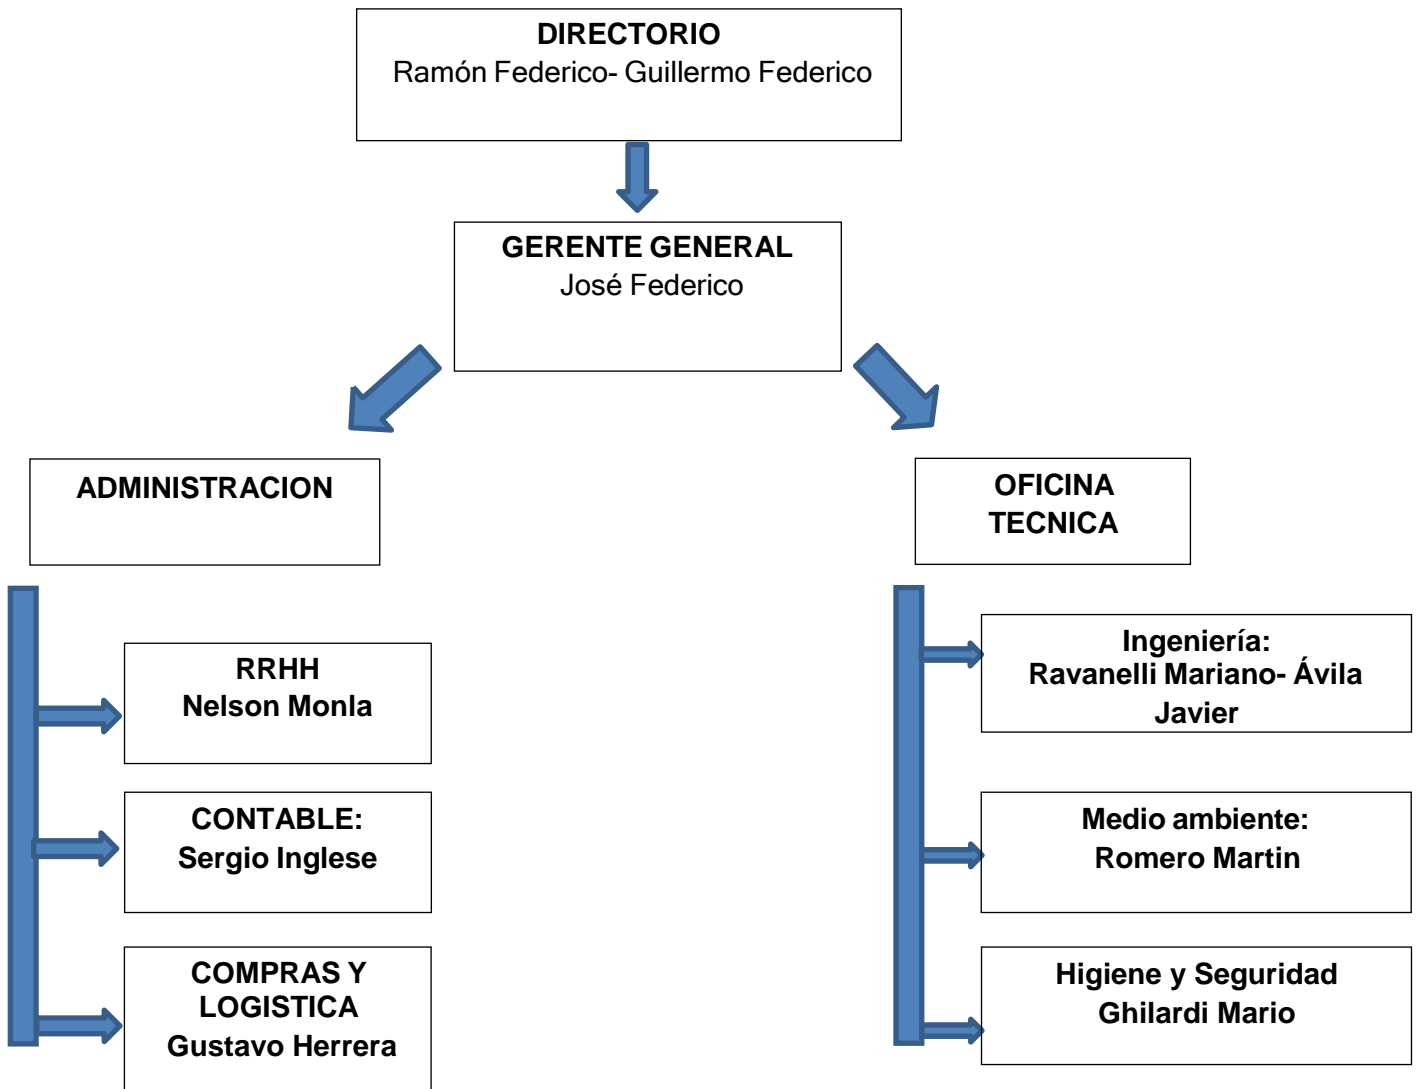 DIRECTORIO
Ramón Federico- Guillermo Federico
GERENTE GENERAL
José Federico
ADMINISTRACION
RRHH
Nelson Monla
CONTABLE:
Sergio Inglese
COMPRAS Y
LOGISTICA
Gustavo Herrera
OFICINA
TECNICA
Ingeniería:
Ravanelli Mariano- Ávila
Javier
Medio ambiente:
Romero Martin
Higiene y Seguridad
Ghilardi Mario